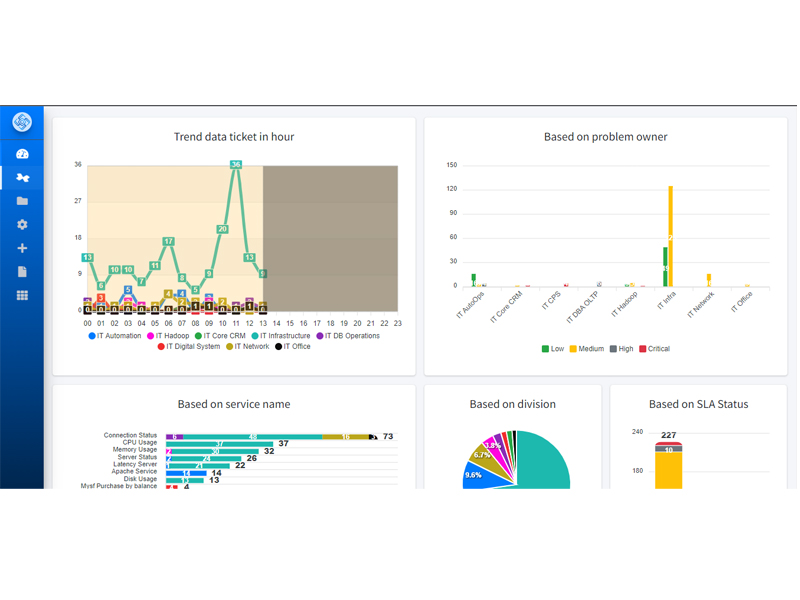 Trend data ticket in hour
36
27
18
9
0
13 6 10 10 7 11 17 8 5 9 20 36 13 9
3 5 4 4
00 01 02 03 04 05 06 07 08 09 10 11 12 13 14 15 16 17 18 19 20 21 22 23
IT Automation IT Hadoop IT Core CRM IT Infrastructure IT DB Operations
IT Digital System IT Network IT Office
Based on problem owner
150
120
90
60
30
0
IT AutoOps IT Core CRM IT CPS IT DBA OLTP IT Hadoop IT Infra IT Network IT Office
Low Medium High Critical
Based on service name
Connection Status 6 48 16 3 73
CPU Usage 37 37
Memory Usage 2 30 32
Server Status 2 24 26
Latency Server 1 21 22
Apache Service 14 14
Disk Usage 13 13
Mysf Purchase by balance 4
Based on division
3.8%
6.7%
9.6%
Based on SLA Status
240
227
10
180